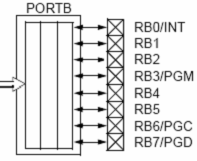 PORTB
RB0/INT
RB1
RB2
RB3/PGM
RB4
RB5
RB6/PGC
RB7/PGD